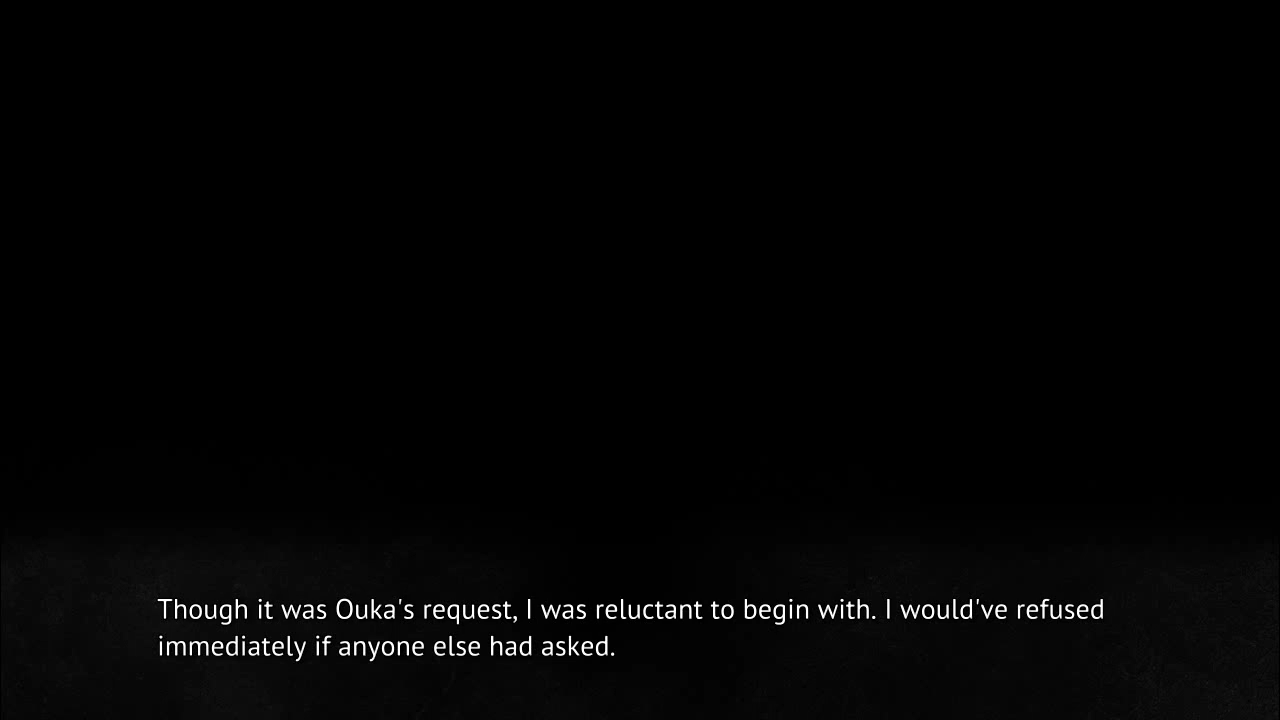 Though it was Ouka's request, I was reluctant to begin with. I would've refused
immediately if anyone else had asked.